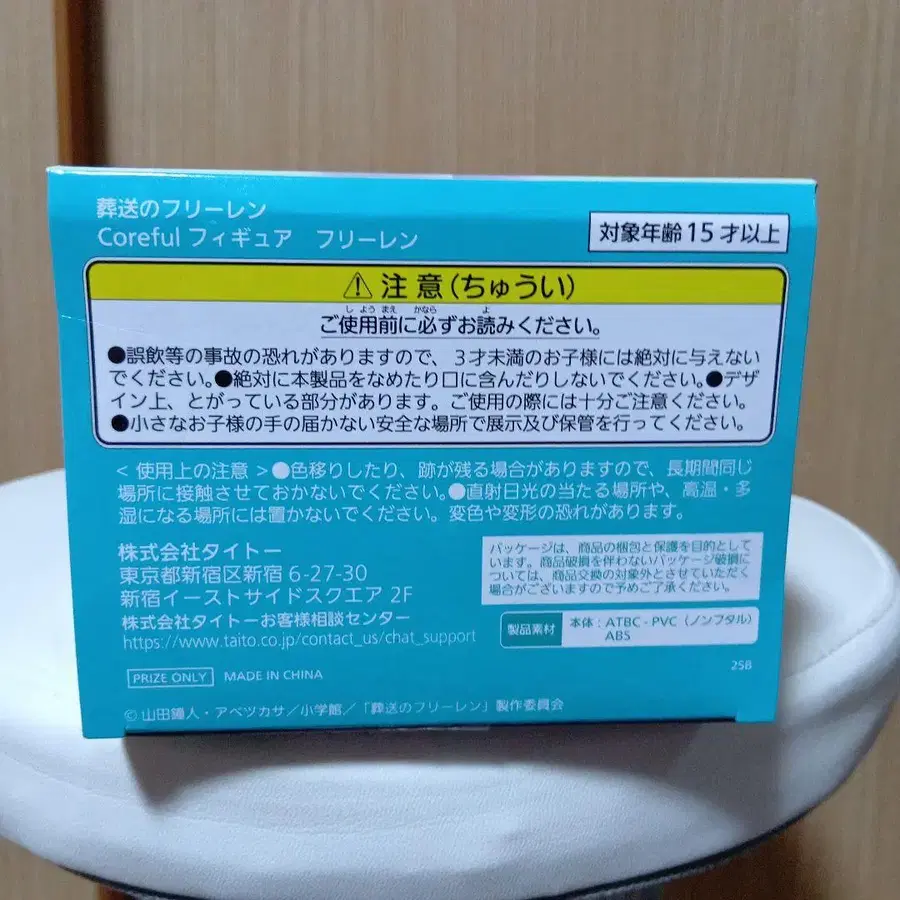 葬送のフリーレン
Coreful フィギュア　フリーレン
対象年齢 15 才以上
⚠ 注意(ちゅうい)
ご使用前に必ずお読みください。
しようまえ かなら よ
●誤飲等の事故の恐れがありますので、3才未満のお子様には絶対に与えない
でください。●絶対に本製品をなめたり口に含んだりしないでください。●デザ
イン上、とがっている部分があります。ご使用の際には十分ご注意ください。
●小さなお子様の手の届かない安全な場所で展示及び保管を行ってください。
< 使用上の注意 >●色移りしたり、跡が残る場合がありますので、長期間同じ
場所に接触させておかないでください。●直射日光の当たる場所や、高温・多
湿になる場所には置かないでください。変色や変形の恐れがあります。
株式会社タイトー
東京都新宿区新宿 6-27-30
新宿イーストサイドスクエア 2F
株式会社タイトーお客様相談センター
https://www.taito.co.jp/contact_us/chat_support
パッケージは、商品の梱包と保護を目的として
います。商品破損を伴わないパッケージ破損に
ついては、商品交換の対象外とさせていただく
場合がございますので予めご了承ください。
製品素材
本体：ATBC - PVC（ノンフタル）
ABS
25B
PRIZE ONLY MADE IN CHINA
© 山田鐘人・アベツカサ／小学館／「葬送のフリーレン」製作委員会